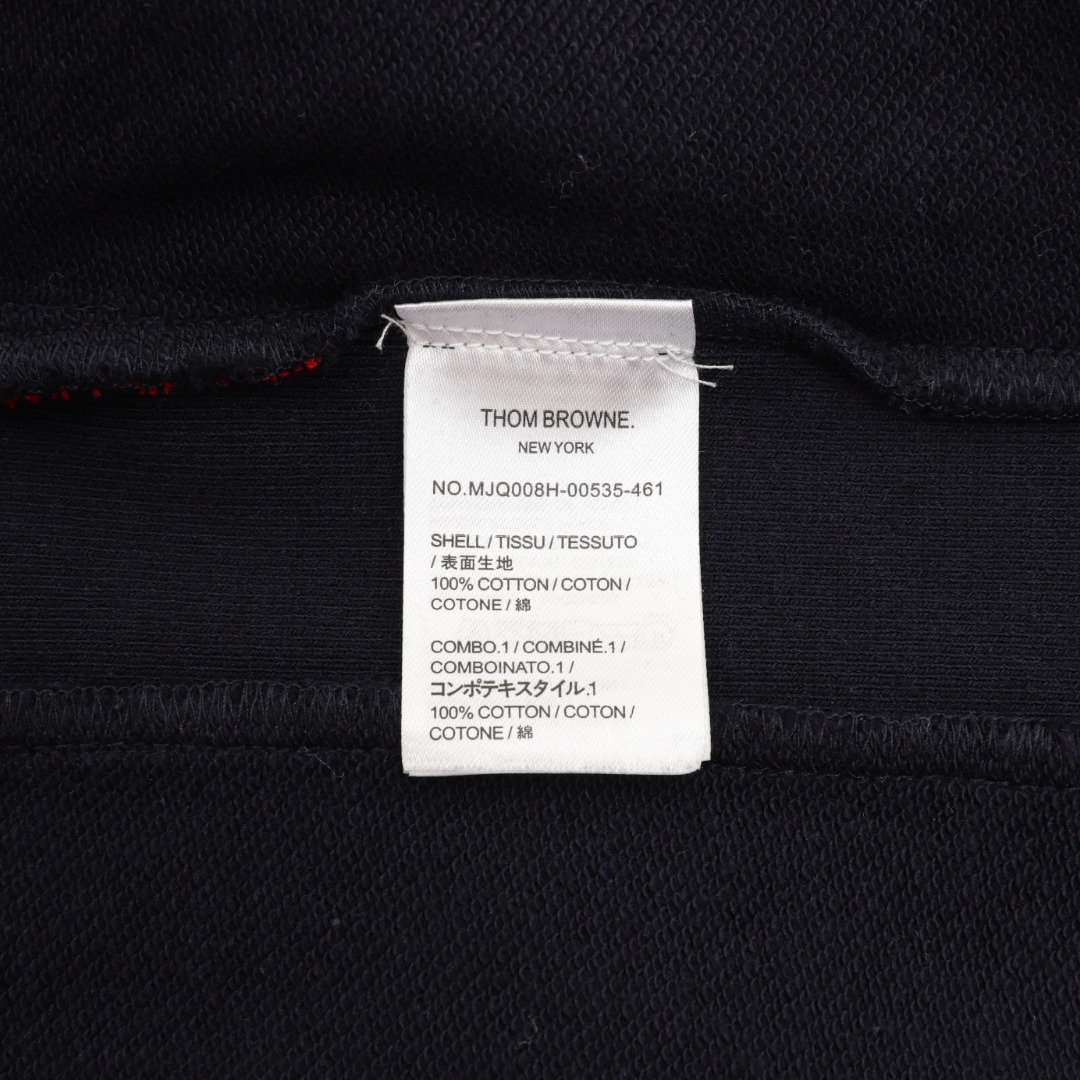 THOM BROWNE.
NEW YORK
NO.MJQ008H-00535-461
SHELL / TISSU / TESSUTO
/ 表面生地
100% COTTON / COTON /
COTONE / 綿
COMBO.1 / COMBINÉ.1 /
COMBOINATO.1 /
コンポテキスタイル.1
100% COTTON / COTON /
COTONE / 綿